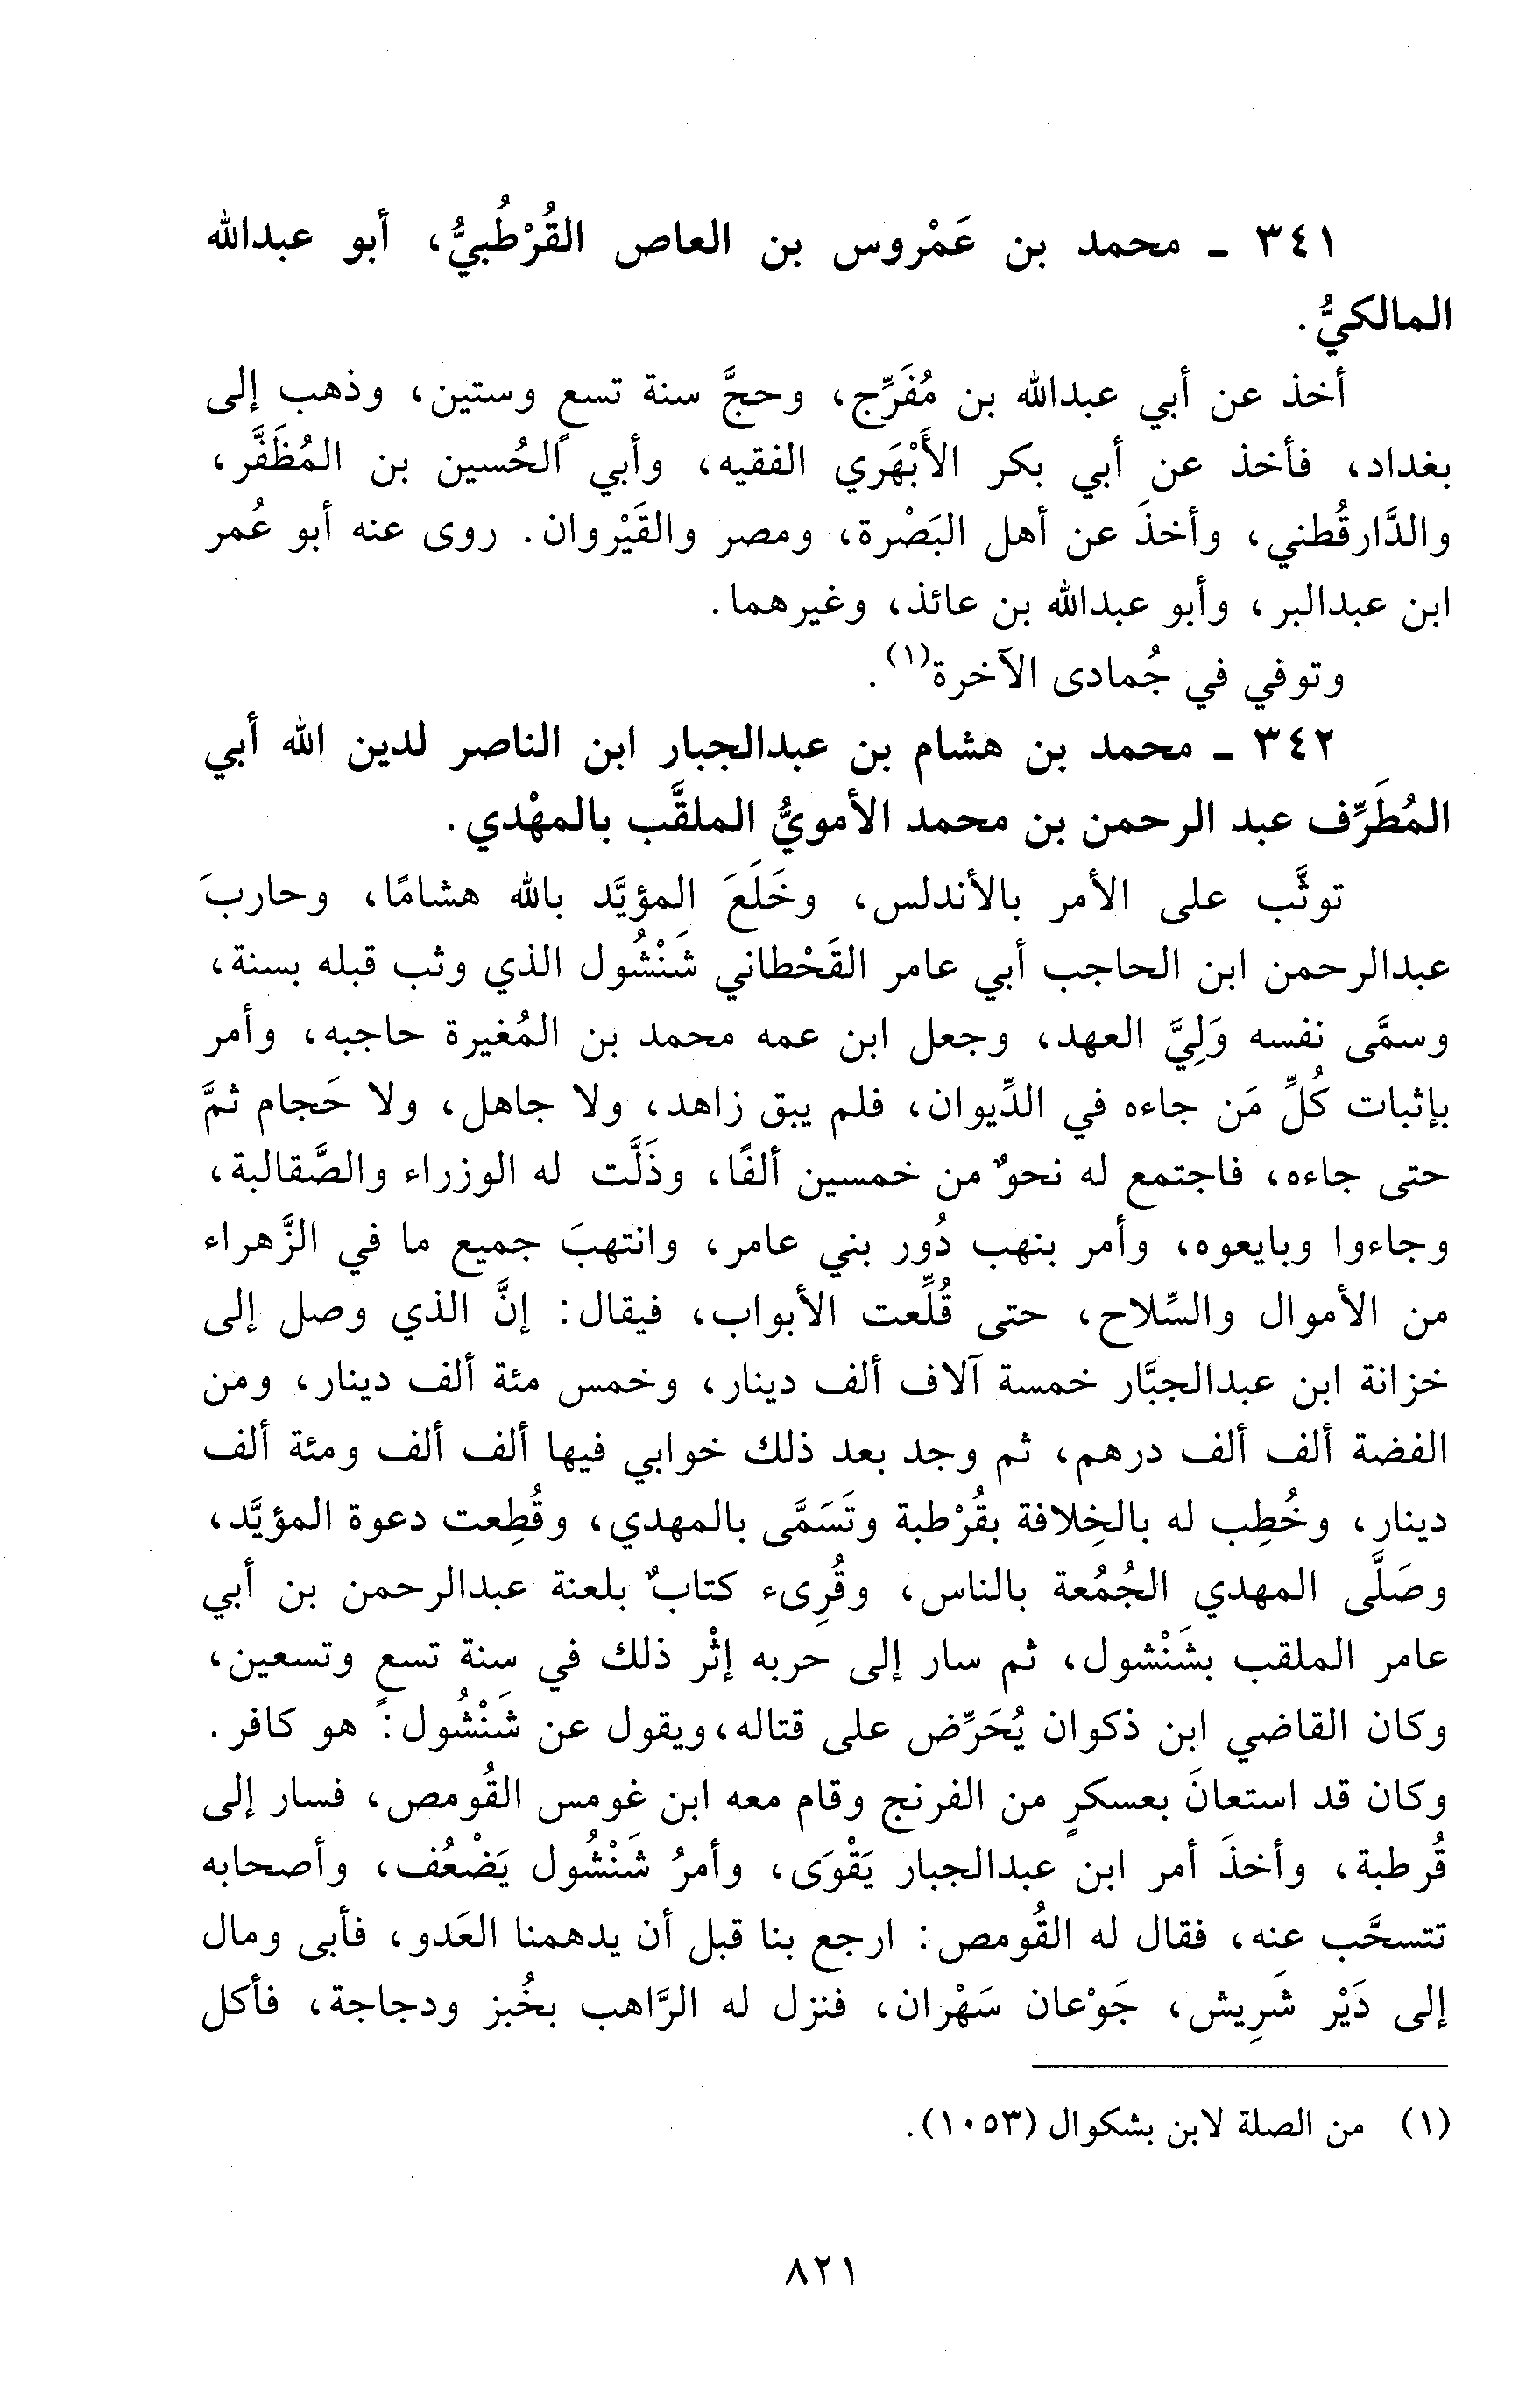 ٣٤١ ـ محمد بن عَمْروس بن العاص القُرْطُبيُّ، أبو عبدالله
المالكيُّ.
أخذ عن أبي عبدالله بن مُفَرِّج، وحجَّ سنة تسعٍ وستين، وذهب إلى
بغداد، فأخذ عن أبي بكر الأَبْهَري الفقيه، وأبي الحُسين بن المُظَفَّر،
والدَّارقُطني، وأخذَ عن أهل البَصْرة، ومصر والقَيْروان. روى عنه أبو عُمر
ابن عبدالبر، وأبو عبدالله بن عائذ، وغيرهما.
وتوفي في جُمادى الآخرة(١).
٣٤٢ ـ محمد بن هشام بن عبدالجبار ابن الناصر لدين الله أبي
المُطَرِّف عبد الرحمن بن محمد الأمويُّ الملقَّب بالمهْدي.
توثَّب على الأمر بالأندلس، وخَلَعَ المؤيَّد بالله هشامًا، وحاربَ
عبدالرحمن ابن الحاجب أبي عامر القَحْطاني شَنْشُول الذي وثب قبله بسنة،
وسمَّى نفسه وَلِيَّ العهد، وجعل ابن عمه محمد بن المُغيرة حاجبه، وأمر
بإثبات كُلِّ مَن جاءه في الدِّيوان، فلم يبق زاهد، ولا جاهل، ولا حَجام ثمَّ
حتى جاءه، فاجتمع له نحوٌ من خمسين ألفًا، وذَلَّت له الوزراء والصَّقالبة،
وجاءوا وبايعوه، وأمر بنهب دُور بني عامر، وانتهبَ جميع ما في الزَّهراء
من الأموال والسِّلاح، حتى قُلِّعت الأبواب، فيقال: إنَّ الذي وصل إلى
خزانة ابن عبدالجبَّار خمسة آلاف ألف دينار، وخمس مئة ألف دينار، ومن
الفضة ألف ألف درهم، ثم وجد بعد ذلك خوابي فيها ألف ألف ومئة ألف
دينار، وخُطِب له بالخِلافة بقُرْطبة وتَسَمَّى بالمهدي، وقُطِعت دعوة المؤيَّد،
وصَلَّى المهدي الجُمُعة بالناس، وقُرِىء كتابٌ بلعنة عبدالرحمن بن أبي
عامر الملقب بشَنْشول، ثم سار إلى حربه إثْر ذلك في سنة تسعٍ وتسعين،
وكان القاضي ابن ذكوان يُحَرِّض على قتاله، ويقول عن شَنْشُول: هو كافر.
وكان قد استعانَ بعسكرٍ من الفرنج وقام معه ابن غومس القُومص، فسار إلى
قُرطبة، وأخذَ أمر ابن عبدالجبار يَقْوَى، وأمرُ شَنْشُول يَضْعُف، وأصحابه
تتسحَّب عنه، فقال له القُومص: ارجع بنا قبل أن يدهمنا العَدو، فأبى ومال
إلى دَيْر شَرِيش، جَوْعان سَهْران، فنزل له الرَّاهب بخُبز ودجاجة، فأكل
(١) من الصلة لابن بشكوال (١٠٥٣).
٨٢١